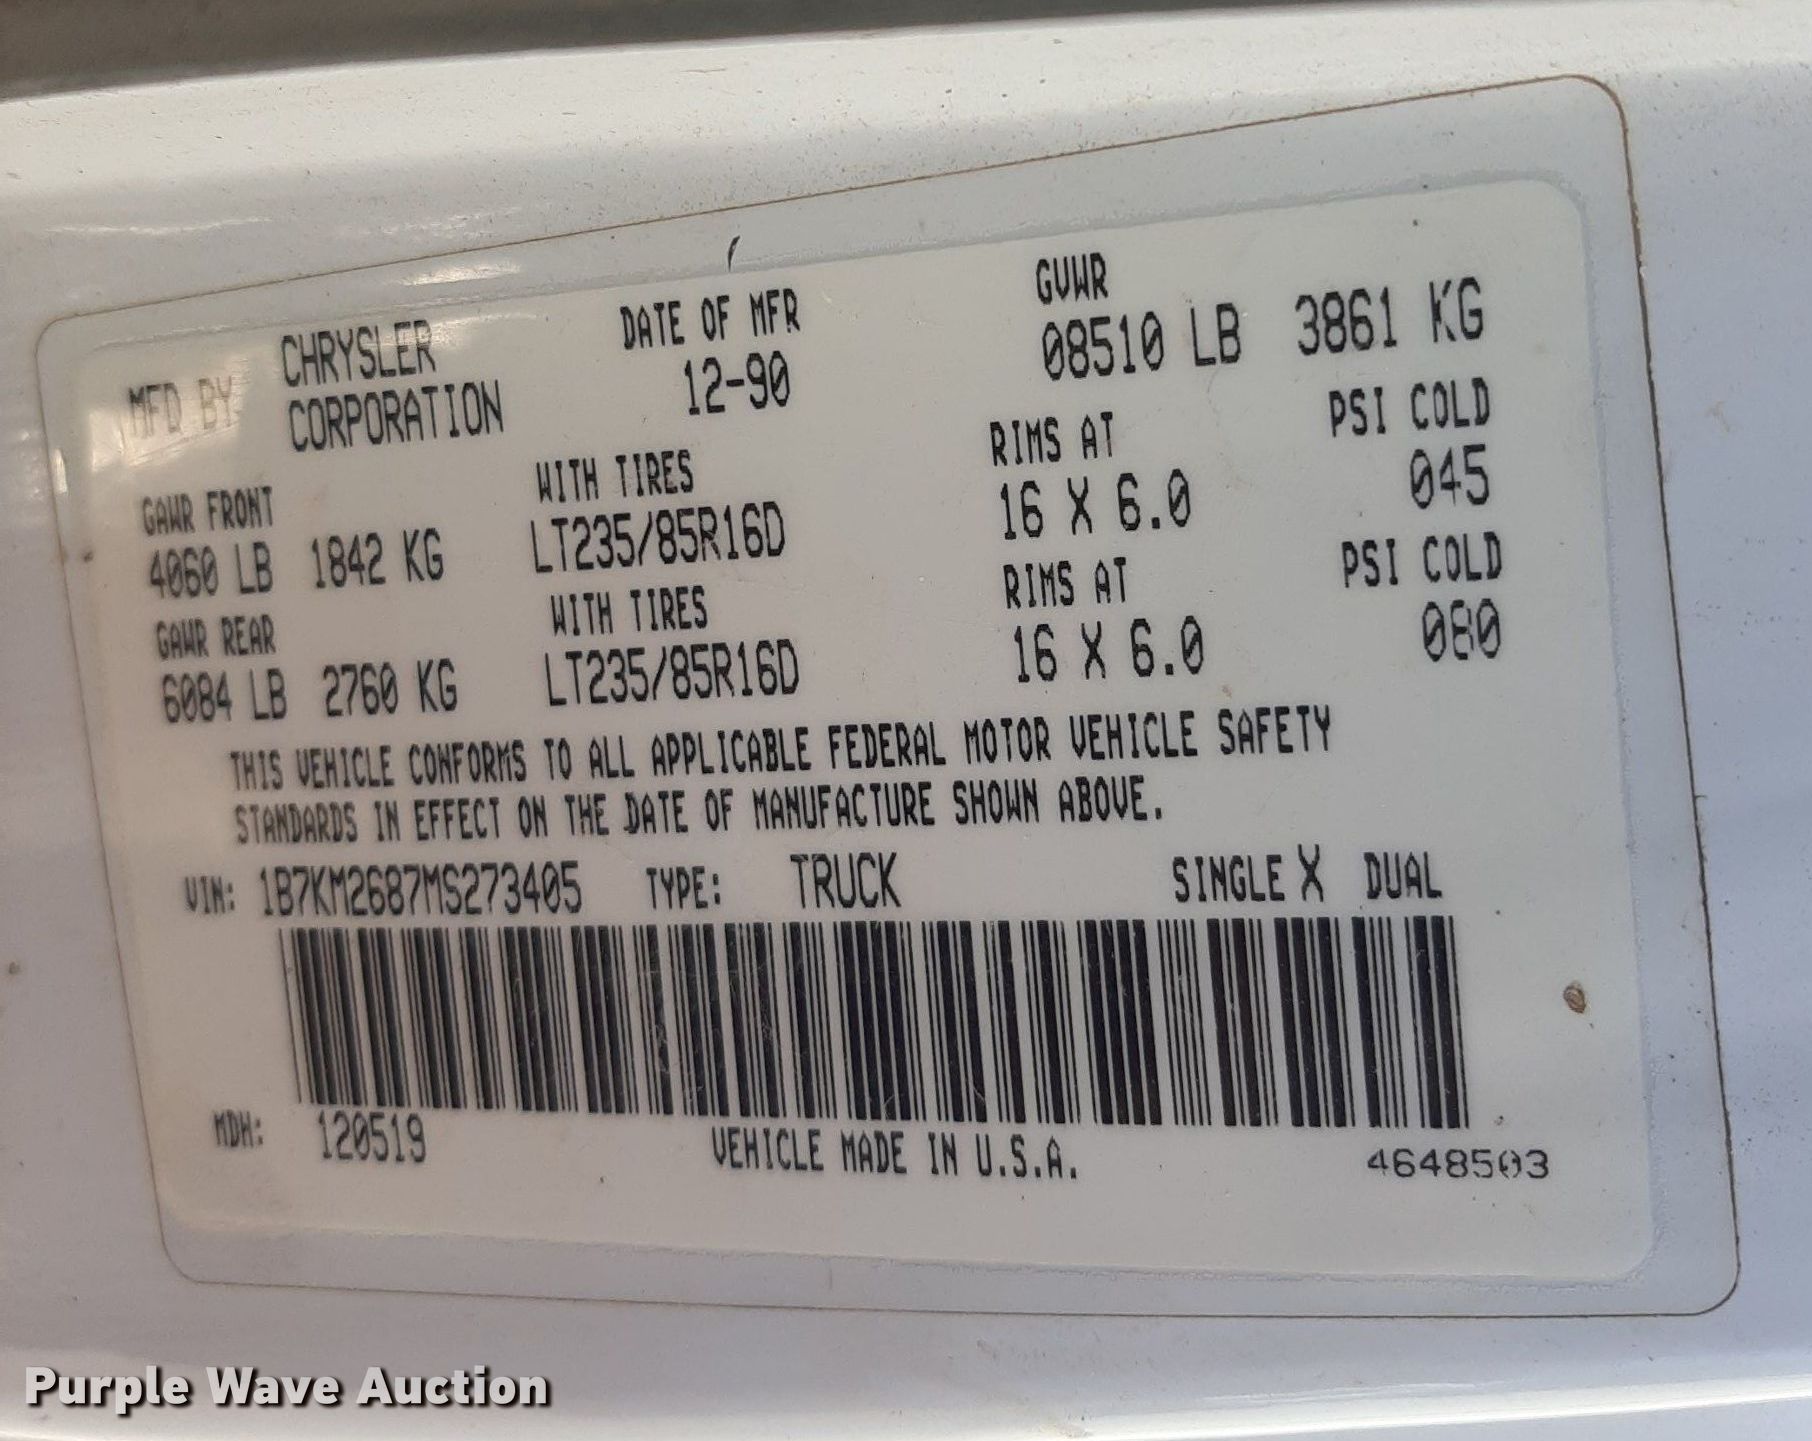 MFD BY CHRYSLER CORPORATION
DATE OF MFR
12-90
GVWR
08510 LB 3861 KG
GAWR FRONT WITH TIRES RIMS AT PSI COLD
4060 LB 1842 KG LT235/85R16D 16 X 6.0 045
GAWR REAR WITH TIRES RIMS AT PSI COLD
6084 LB 2760 KG LT235/85R16D 16 X 6.0 080
THIS VEHICLE CONFORMS TO ALL APPLICABLE FEDERAL MOTOR VEHICLE SAFETY
STANDARDS IN EFFECT ON THE DATE OF MANUFACTURE SHOWN ABOVE.
VIN: 1B7KM2687MS273405 TYPE: TRUCK SINGLE X DUAL
MDH: 120519 VEHICLE MADE IN U.S.A. 4648503
Purple Wave Auction